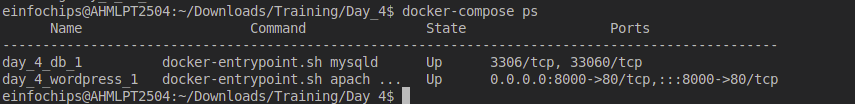 einfochips@AHMLPT2504:~/Downloads/Training/Day_4$ docker-compose ps
Name Command State Ports
--------------------------------------------------------------------------------------------------
day_4_db_1 docker-entrypoint.sh mysqld Up 3306/tcp, 33060/tcp
day_4_wordpress_1 docker-entrypoint.sh apach ... Up 0.0.0.0:8000->80/tcp,:::8000->80/tcp
einfochips@AHMLPT2504:~/Downloads/Training/Day_4$